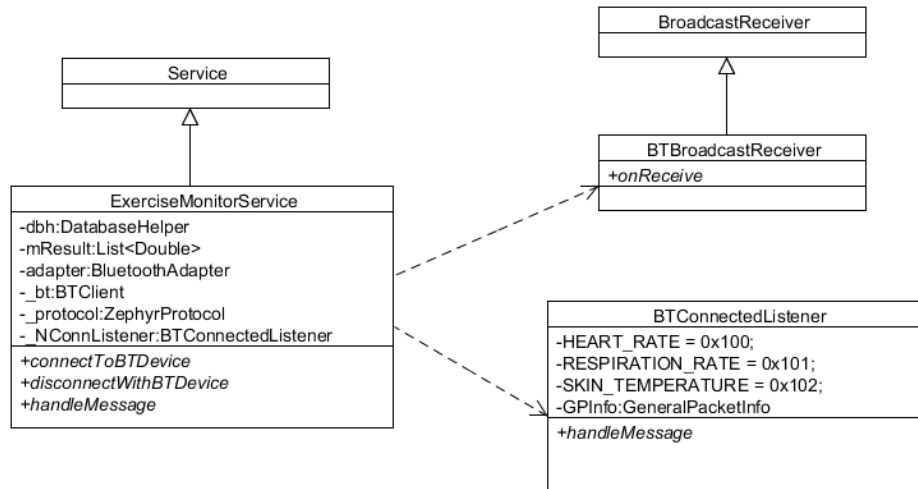 BroadcastReceiver
Service
BTBroadcastReceiver
+onReceive
ExerciseMonitorService
-dbh:DatabaseHelper
-mResult:List<Double>
-adapter:BluetoothAdapter
-_bt:BTClient
-_protocol:ZephyrProtocol
-_NConnListener:BTConnectedListener
+connectToBTDevice
+disconnectWithBTDevice
+handleMessage
BTConnectedListener
-HEART_RATE = 0x100;
-RESPIRATION_RATE = 0x101;
-SKIN_TEMPERATURE = 0x102;
-GPInfo:GeneralPacketInfo
+handleMessage